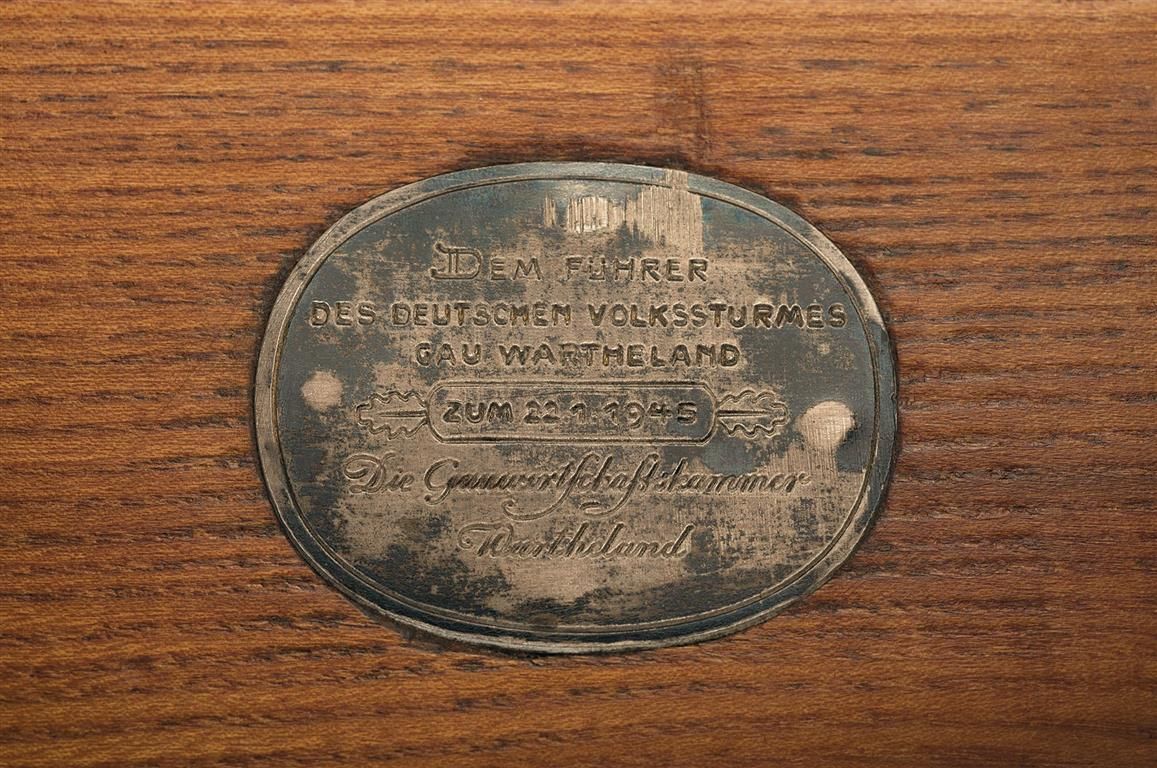 DEM FÜHRER
DES DEUTSCHEN VOLKSSTURMES
GAU WARTHELAND
ZUM 22 1. 1945
Die Gauwirtschaftskammer
Wartheland